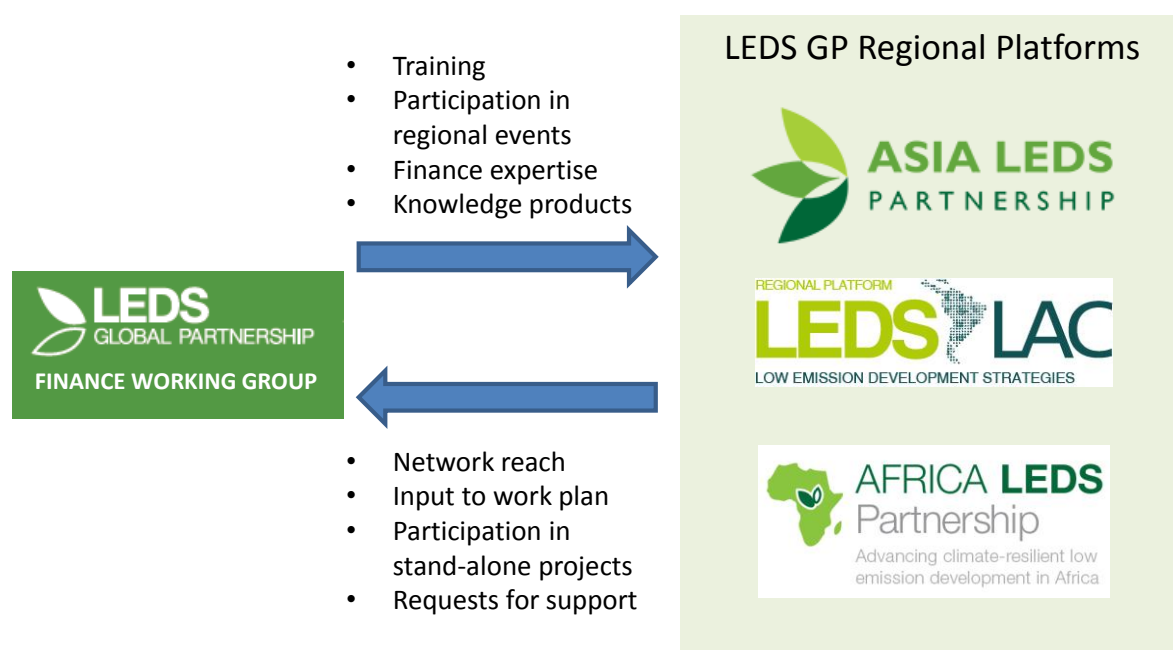 • Training
• Participation in
regional events
• Finance expertise
• Knowledge products
LEDS
GLOBAL PARTNERSHIP
FINANCE WORKING GROUP
• Network reach
• Input to work plan
• Participation in
stand-alone projects
• Requests for support
LEDS GP Regional Platforms
ASIA LEDS
PARTNERSHIP
REGIONAL PLATFORM
LEDS LAC
LOW EMISSION DEVELOPMENT STRATEGIES
AFRICA LEDS
Partnership
Advancing climate-resilient low
emission development in Africa